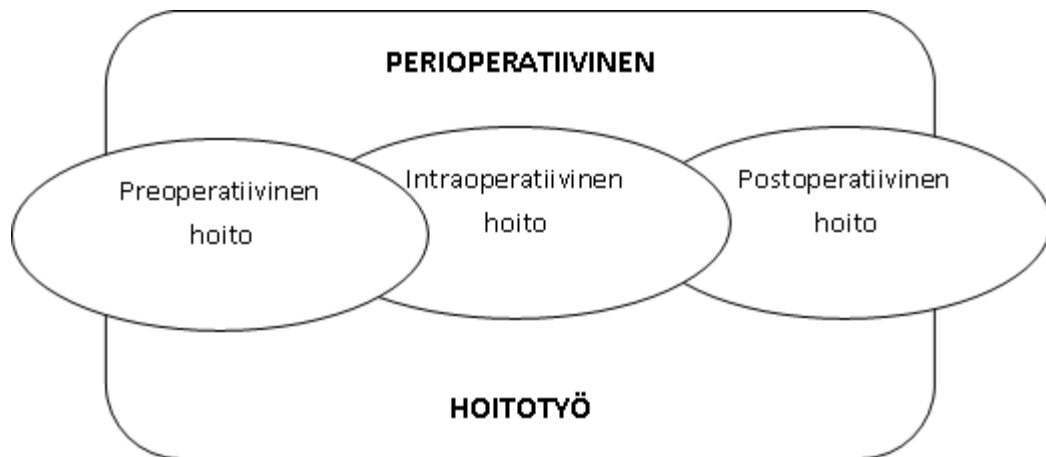 PERIOPERATIIVINEN
Preoperatiivinen
hoito
Intraoperatiivinen
hoito
Postoperatiivinen
hoito
HOITOTYÖ